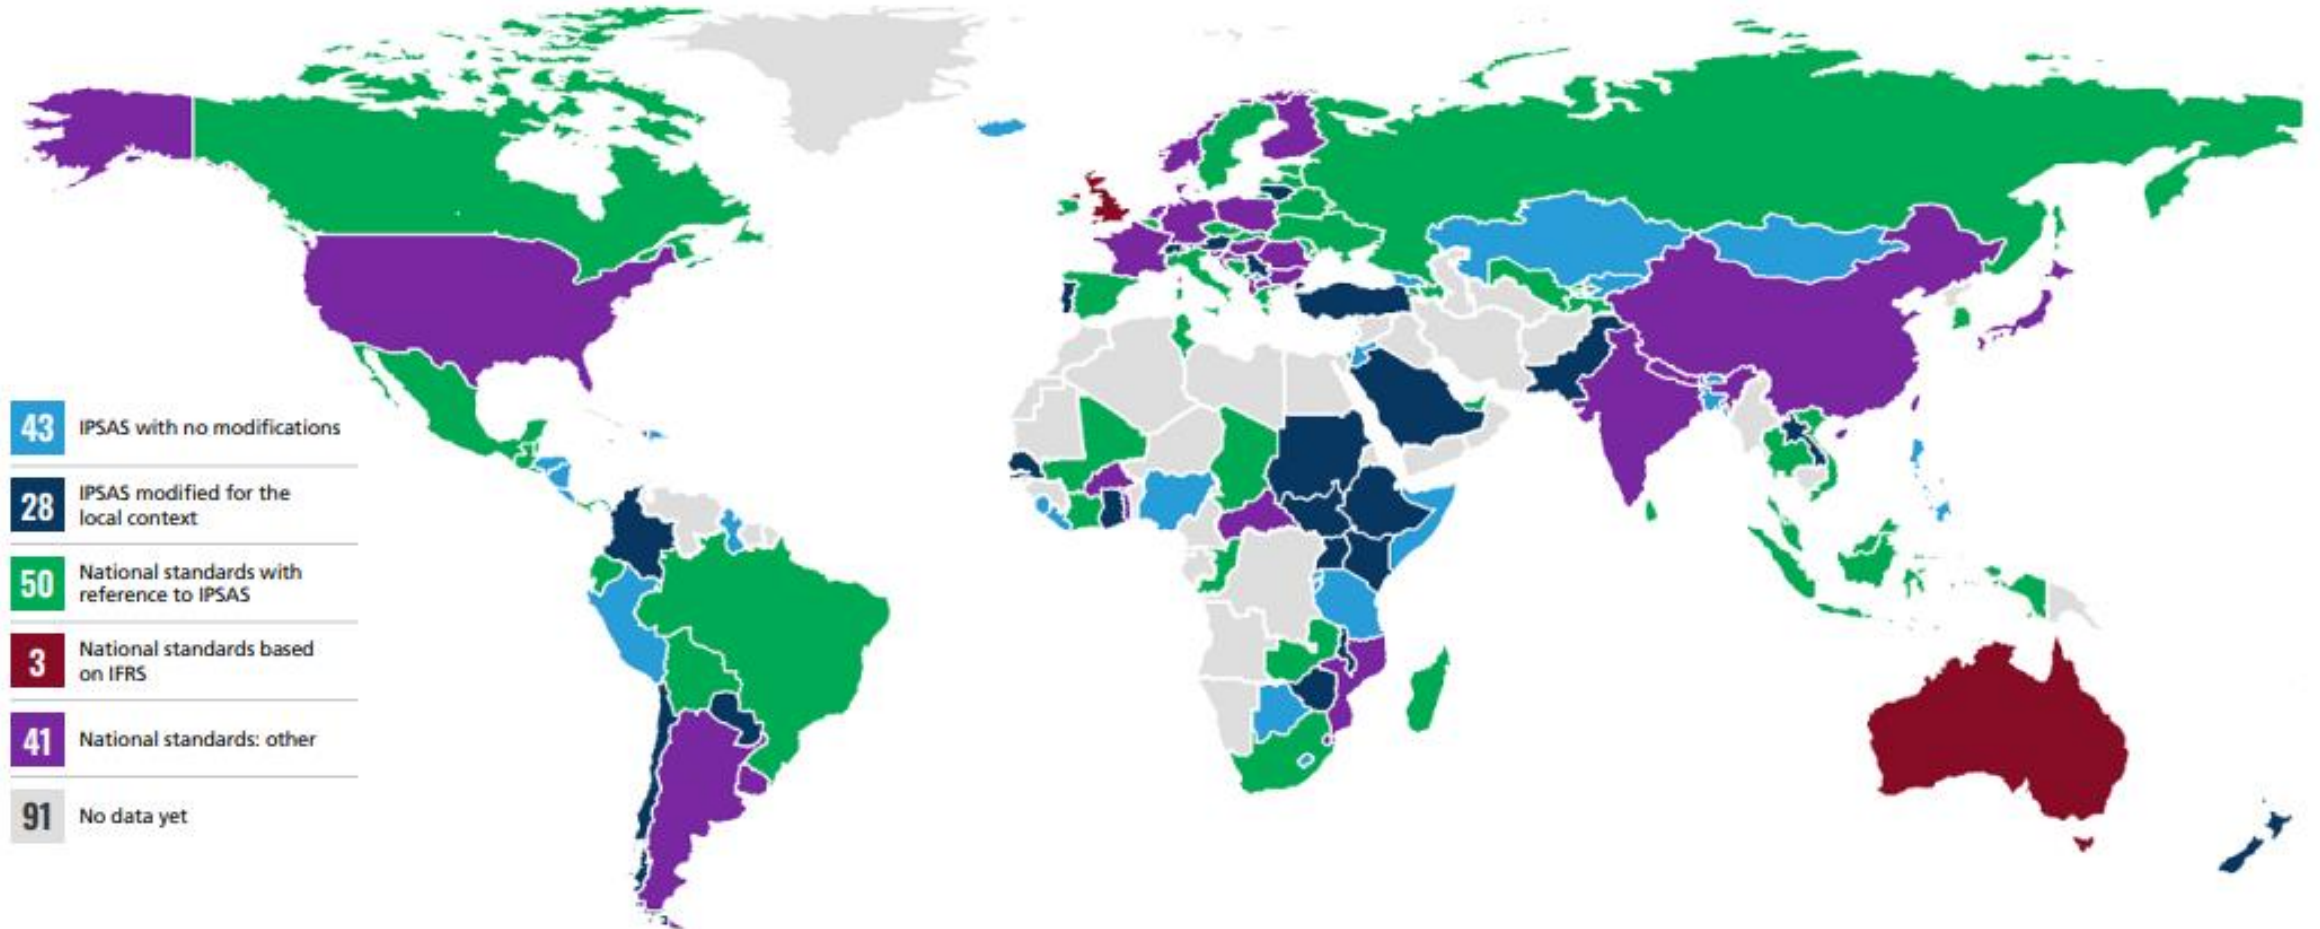 43
IPSAS with no modifications
28
IPSAS modified for the
local context
50
National standards with
reference to IPSAS
3
National standards based
on IFRS
41
National standards: other
91
No data yet